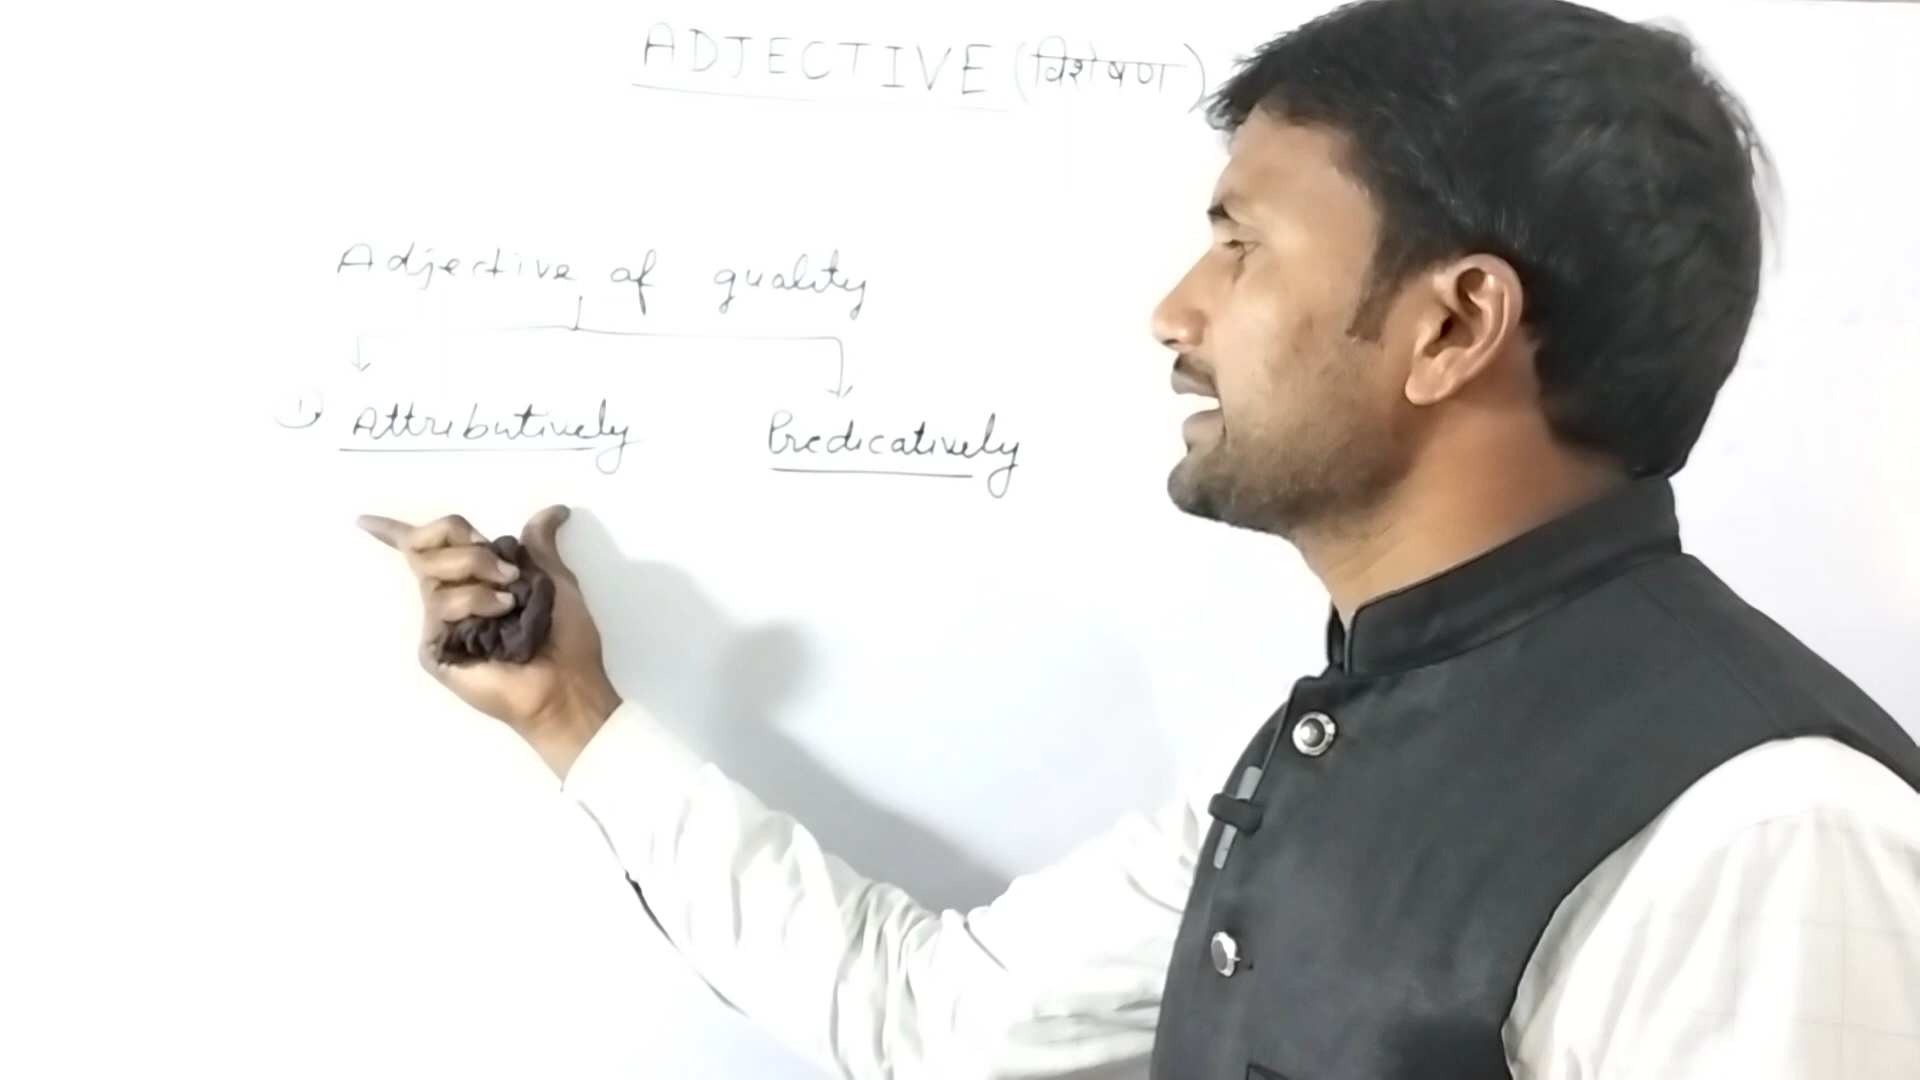 ADJECTIVE (विशेषण)
Adjective of quality
1. Attributively Predicatively